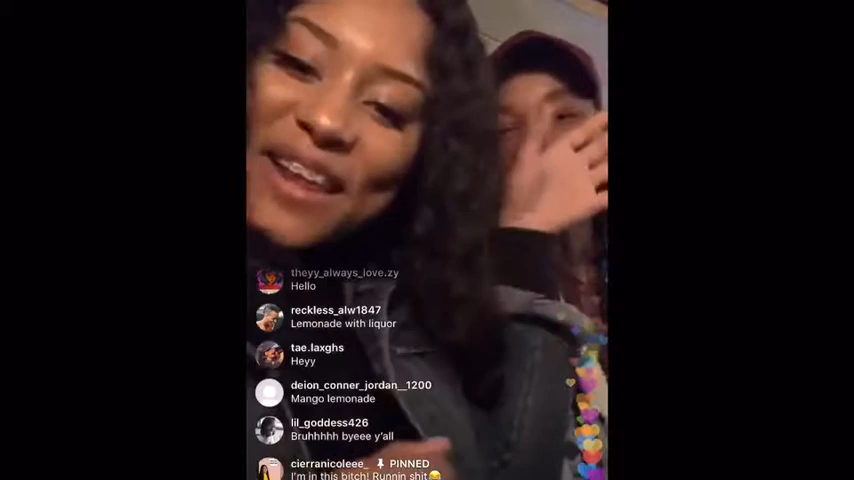 theyy_always_love.zy
Hello
reckless_alw1847
Lemonade with liquor
tae.laxghs
Heyy
deion_conner_jordan__1200
Mango lemonade
lil_goddess426
Bruhhhhh byeee y'all
cierranicoleee_ PINNED
I'm in this bitch! Runnin shit😂